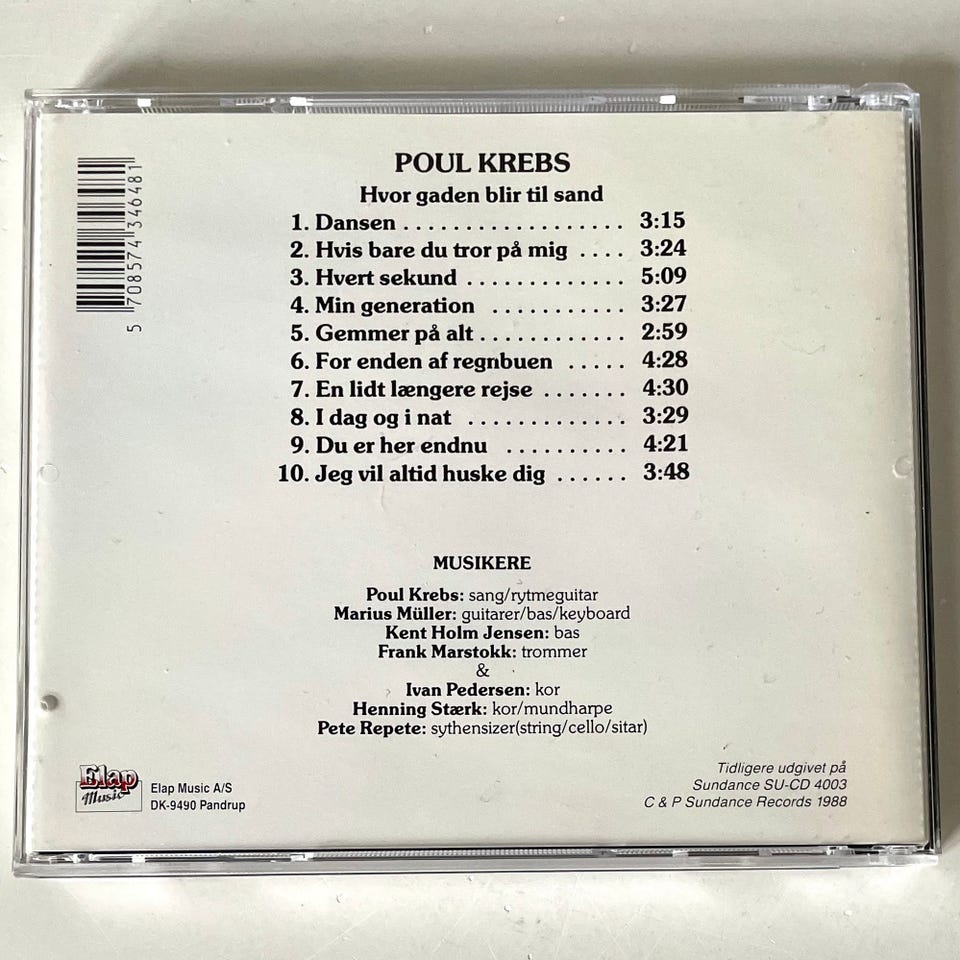 POUL KREBS
Hvor gaden blir til sand
1. Dansen . . . . . . . . . . . . . . . . . . 3:15
2. Hvis bare du tror på mig . . . . 3:24
3. Hvert sekund . . . . . . . . . . . . . 5:09
4. Min generation . . . . . . . . . . . 3:27
5. Gemmer på alt . . . . . . . . . . . . 2:59
6. For enden af regnbuen . . . . . 4:28
7. En lidt længere rejse . . . . . . . 4:30
8. I dag og i nat . . . . . . . . . . . . . 3:29
9. Du er her endnu . . . . . . . . . . 4:21
10. Jeg vil altid huske dig . . . . . . 3:48
5 708574 346481
MUSIKERE
Poul Krebs: sang/rytmeguitar
Marius Müller: guitarer/bas/keyboard
Kent Holm Jensen: bas
Frank Marstokk: trommer
&
Ivan Pedersen: kor
Henning Stærk: kor/mundharpe
Pete Repete: sythensizer(string/cello/sitar)
Elap
Music
Elap Music A/S
DK-9490 Pandrup
Tidligere udgivet på
Sundance SU-CD 4003
C & P Sundance Records 1988